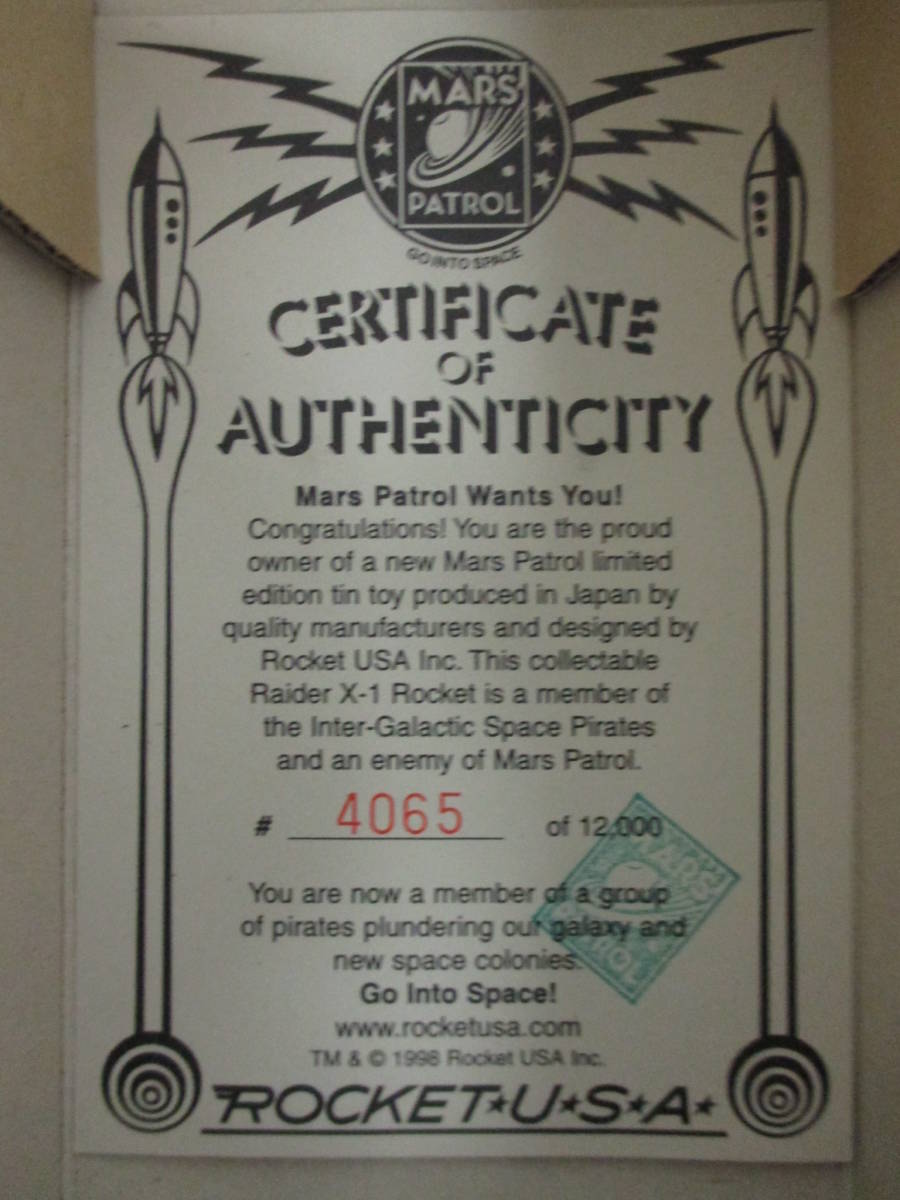 MARS
PATROL
GO INTO SPACE
CERTIFICATE
OF
AUTHENTICITY
Mars Patrol Wants You!
Congratulations! You are the proud
owner of a new Mars Patrol limited
edition tin toy produced in Japan by
quality manufacturers and designed by
Rocket USA Inc. This collectable
Raider X-1 Rocket is a member of
the Inter-Galactic Space Pirates
and an enemy of Mars Patrol.
# 4065 of 12,000
MARS
PATROL
You are now a member of a group
of pirates plundering our galaxy and
new space colonies.
Go Into Space!
www.rocketusa.com
TM & © 1998 Rocket USA Inc.
ROCKET★U★S★A★